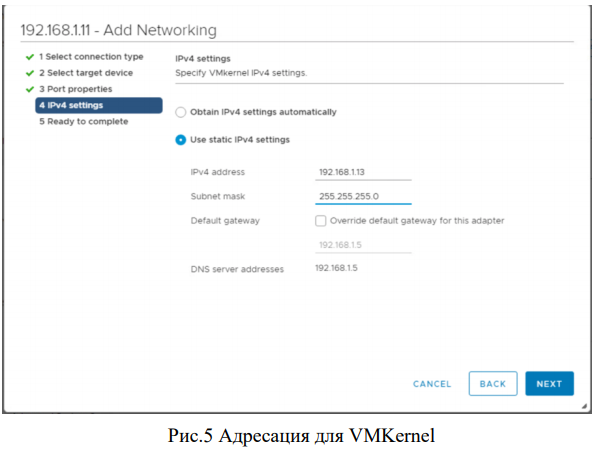 192.168.1.11 - Add Networking
1 Select connection type
2 Select target device
3 Port properties
4 IPv4 settings
5 Ready to complete
IPv4 settings
Specify VMkernel IPv4 settings.
Obtain IPv4 settings automatically
Use static IPv4 settings
IPv4 address 192.168.1.13
Subnet mask 255.255.255.0
Default gateway Override default gateway for this adapter
192.168.1.5
DNS server addresses 192.168.1.5
CANCEL BACK NEXT
Рис.5 Адресация для VMKernel